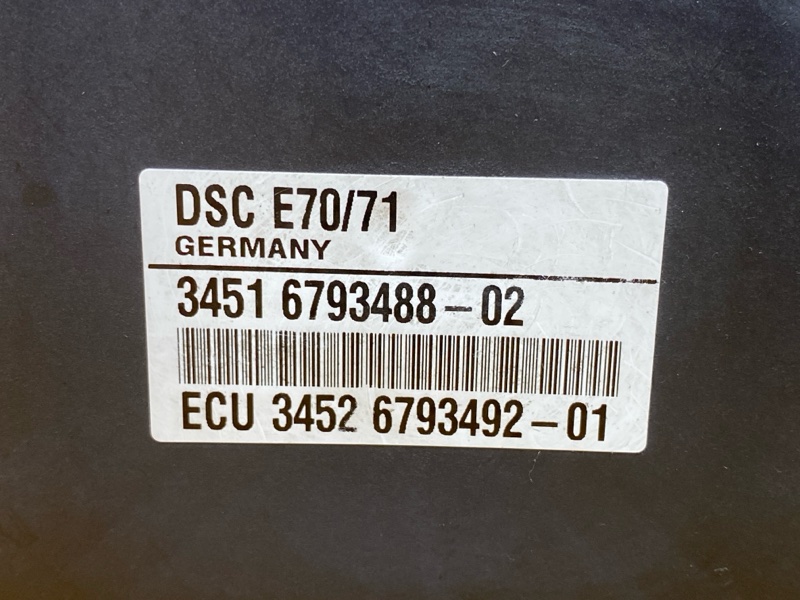 DSC E70/71
GERMANY
3451 6793488-02
ECU 3452 6793492-01